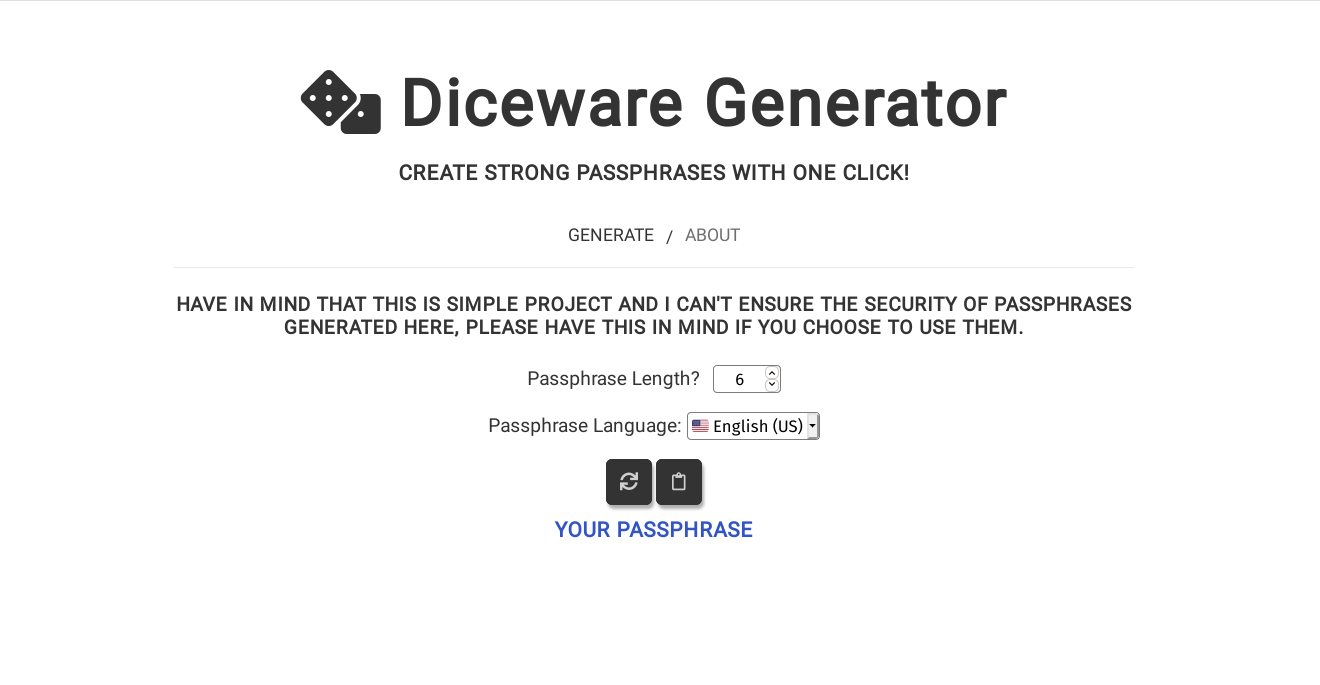 Diceware Generator
CREATE STRONG PASSPHRASES WITH ONE CLICK!
GENERATE / ABOUT
HAVE IN MIND THAT THIS IS SIMPLE PROJECT AND I CAN'T ENSURE THE SECURITY OF PASSPHRASES
GENERATED HERE, PLEASE HAVE THIS IN MIND IF YOU CHOOSE TO USE THEM.
Passphrase Length? 6
Passphrase Language: English (US)
YOUR PASSPHRASE